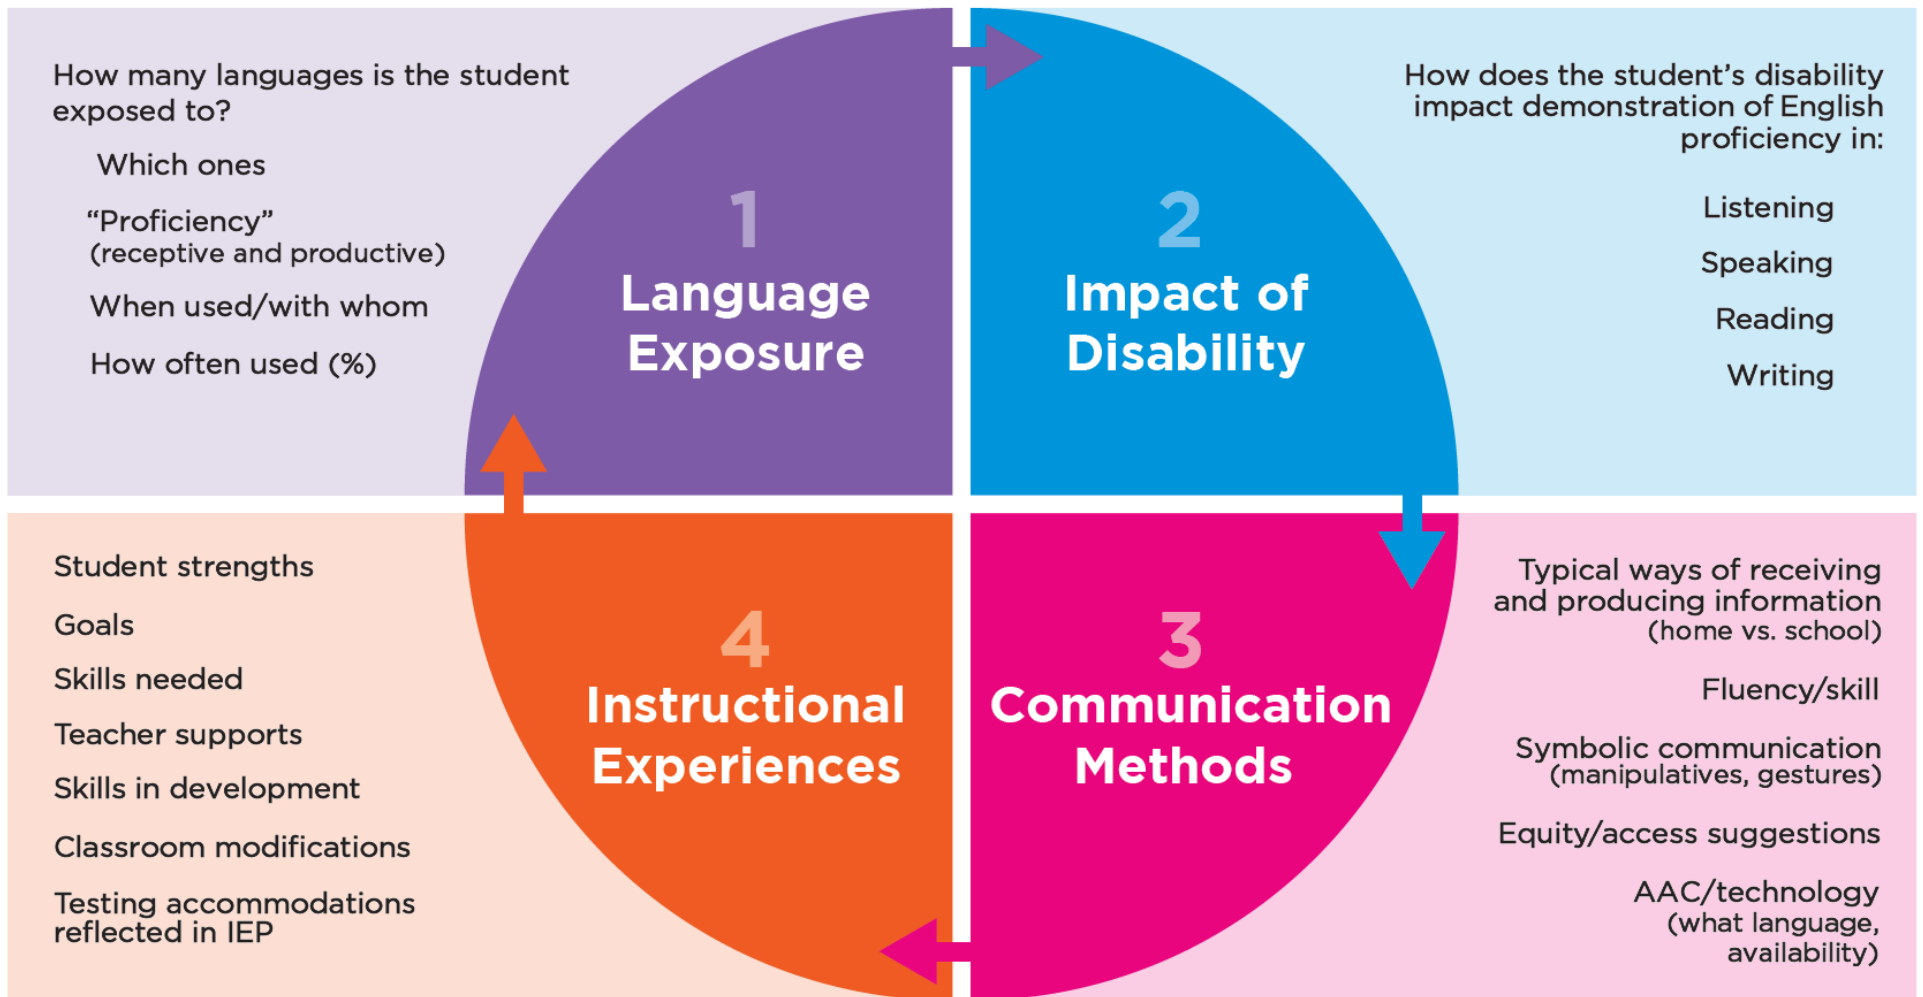 How many languages is the student
exposed to?
Which ones
“Proficiency”
(receptive and productive)
When used/with whom
How often used (%)
1
Language
Exposure
2
Impact of
Disability
How does the student’s disability
impact demonstration of English
proficiency in:
Listening
Speaking
Reading
Writing
Student strengths
Goals
Skills needed
Teacher supports
Skills in development
Classroom modifications
Testing accommodations
reflected in IEP
4
Instructional
Experiences
3
Communication
Methods
Typical ways of receiving
and producing information
(home vs. school)
Fluency/skill
Symbolic communication
(manipulatives, gestures)
Equity/access suggestions
AAC/technology
(what language,
availability)